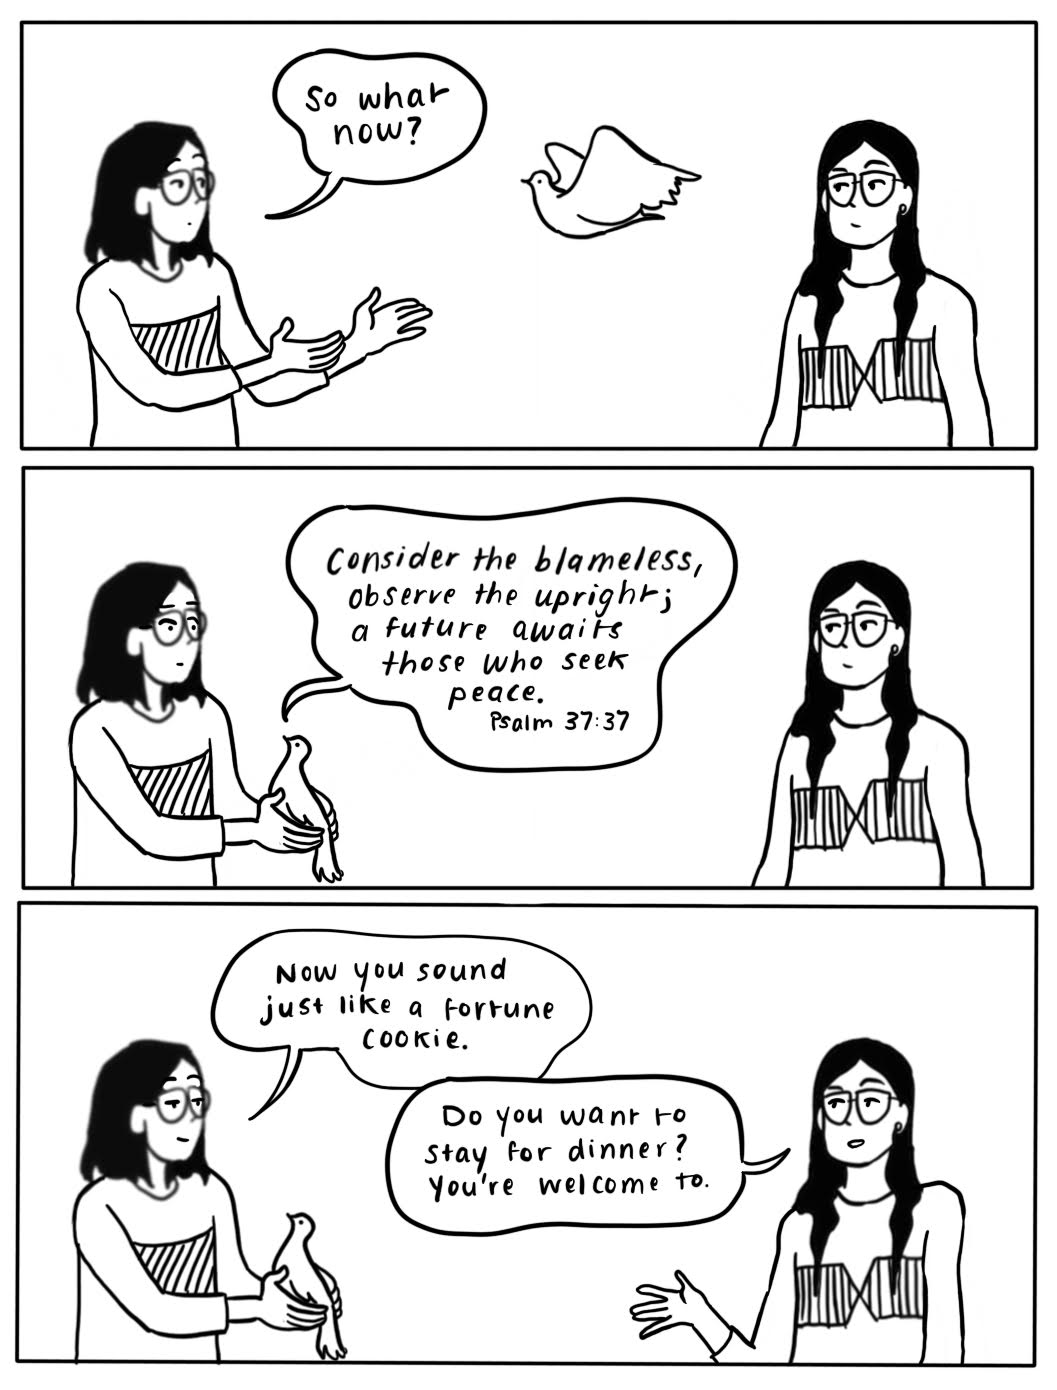 So what
now?
Consider the blameless,
observe the upright;
a future awaits
those who seek
peace.
Psalm 37:37
Now you sound
just like a fortune
cookie.
Do you want to
stay for dinner?
You're welcome to.